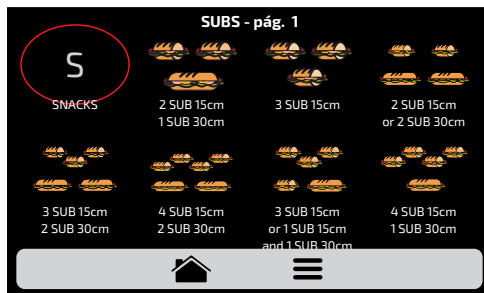 SUBS - pág. 1
S
SNACKS
2 SUB 15cm
1 SUB 30cm
3 SUB 15cm
2 SUB 15cm
or 2 SUB 30cm
3 SUB 15cm
2 SUB 30cm
4 SUB 15cm
2 SUB 30cm
3 SUB 15cm
or 1 SUB 15cm
and 1 SUB 30cm
4 SUB 15cm
1 SUB 30cm